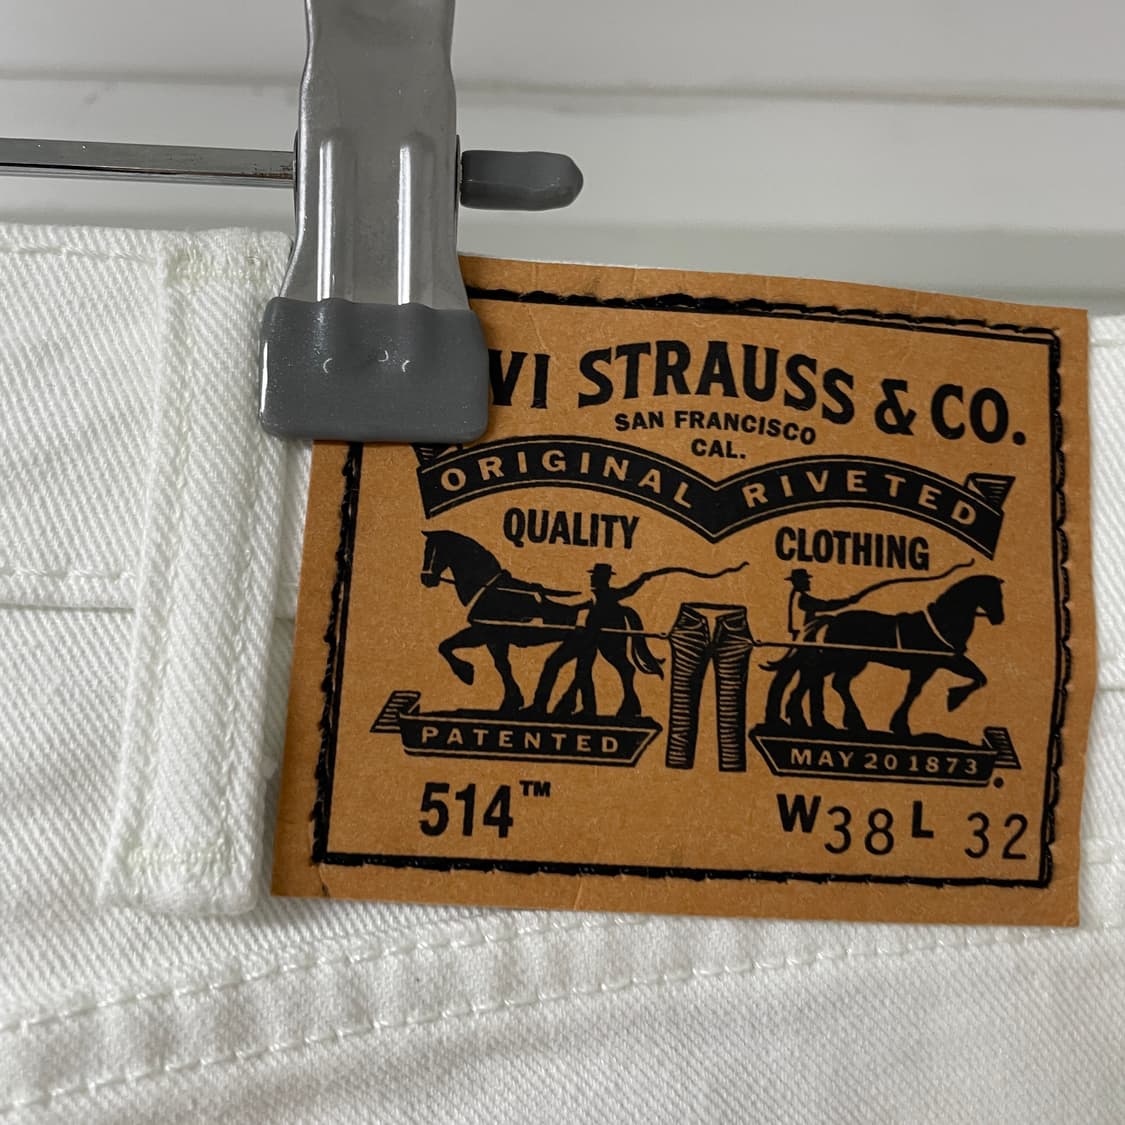 VI STRAUSS & CO.
SAN FRANCISCO
CAL.
ORIGINAL RIVETED
QUALITY CLOTHING
PATENTED MAY 20 1873
514™ W38 L 32